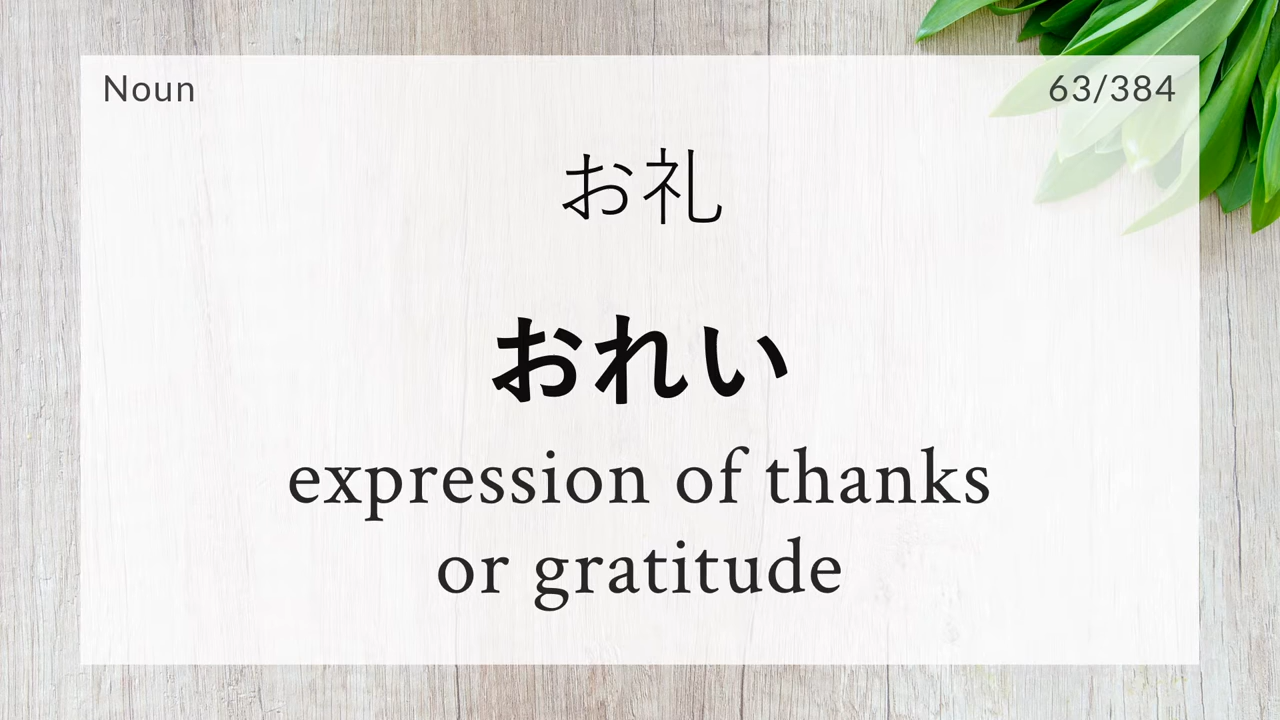 Noun
63/384
お礼
おれい
expression of thanks
or gratitude